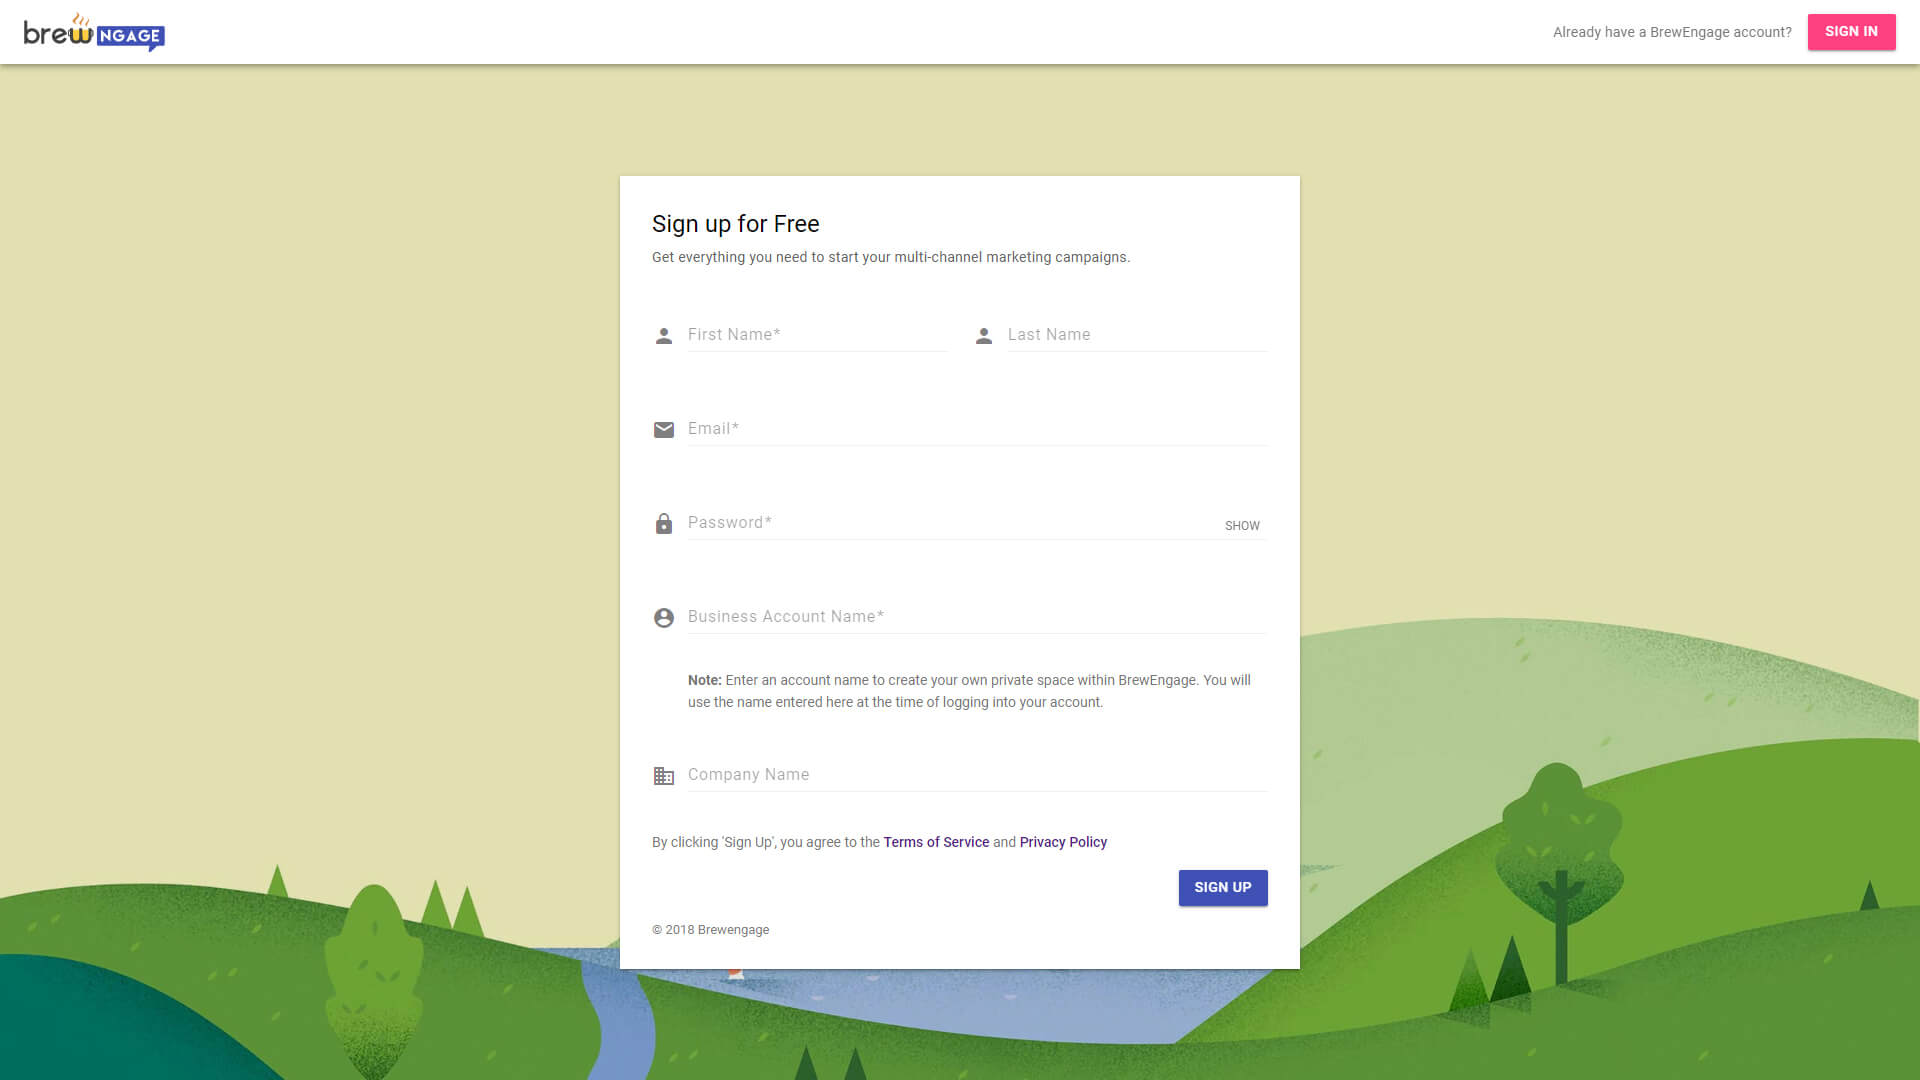 brew NGAGE
Already have a BrewEngage account?
SIGN IN
Sign up for Free
Get everything you need to start your multi-channel marketing campaigns.
First Name*
Last Name
Email*
Password*
SHOW
Business Account Name*
Note: Enter an account name to create your own private space within BrewEngage. You will
use the name entered here at the time of logging into your account.
Company Name
By clicking 'Sign Up', you agree to the Terms of Service and Privacy Policy
SIGN UP
© 2018 Brewengage